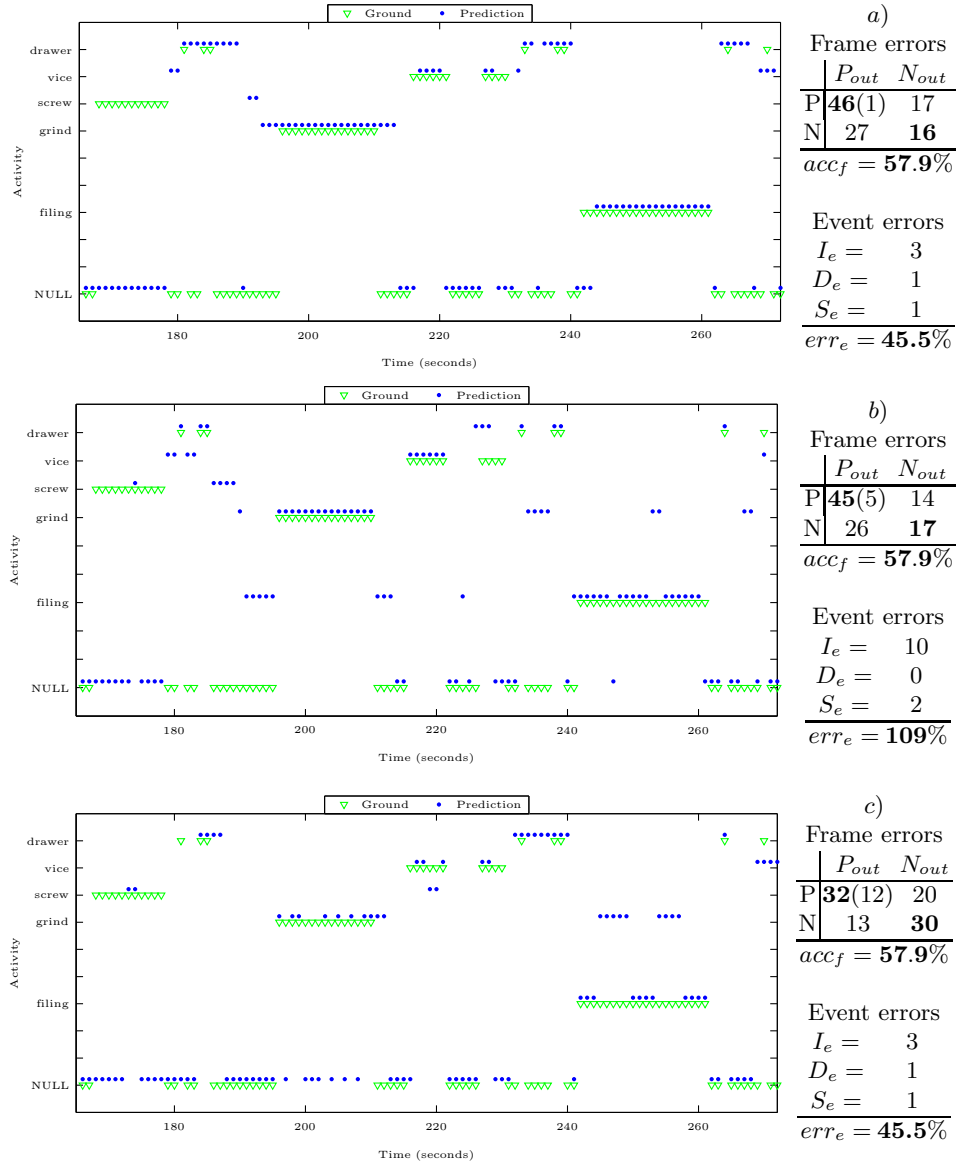 Ground Prediction
drawer
vice
screw
grind
filing
NULL
Activity
180 200 220 240 260
Time (seconds)
a)
Frame errors
P_out N_out
P 46(1) 17
N 27 16
acc_f = 57.9%
Event errors
I_e = 3
D_e = 1
S_e = 1
err_e = 45.5%
Ground Prediction
drawer
vice
screw
grind
filing
NULL
Activity
180 200 220 240 260
Time (seconds)
b)
Frame errors
P_out N_out
P 45(5) 14
N 26 17
acc_f = 57.9%
Event errors
I_e = 10
D_e = 0
S_e = 2
err_e = 109%
Ground Prediction
drawer
vice
screw
grind
filing
NULL
Activity
180 200 220 240 260
Time (seconds)
c)
Frame errors
P_out N_out
P 32(12) 20
N 13 30
acc_f = 57.9%
Event errors
I_e = 3
D_e = 1
S_e = 1
err_e = 45.5%